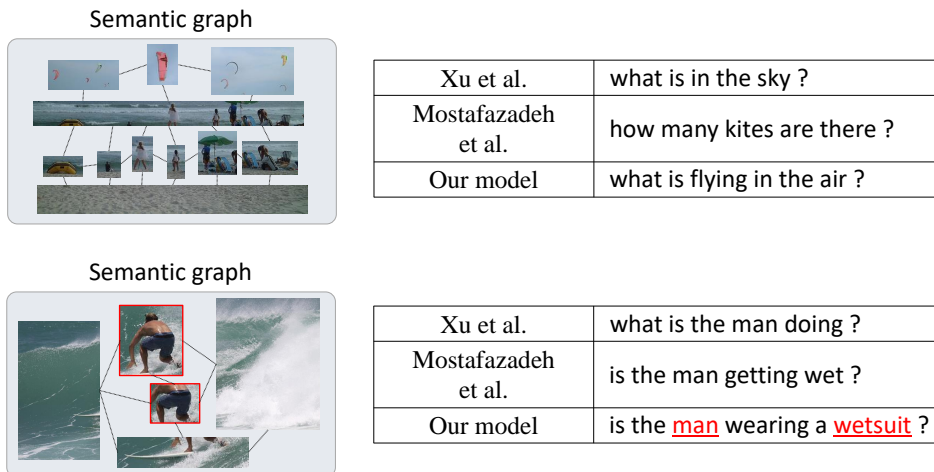 Semantic graph
Xu et al.
what is in the sky ?
Mostafazadeh
et al.
how many kites are there ?
Our model
what is flying in the air ?
Semantic graph
Xu et al.
what is the man doing ?
Mostafazadeh
et al.
is the man getting wet ?
Our model
is the man wearing a wetsuit ?